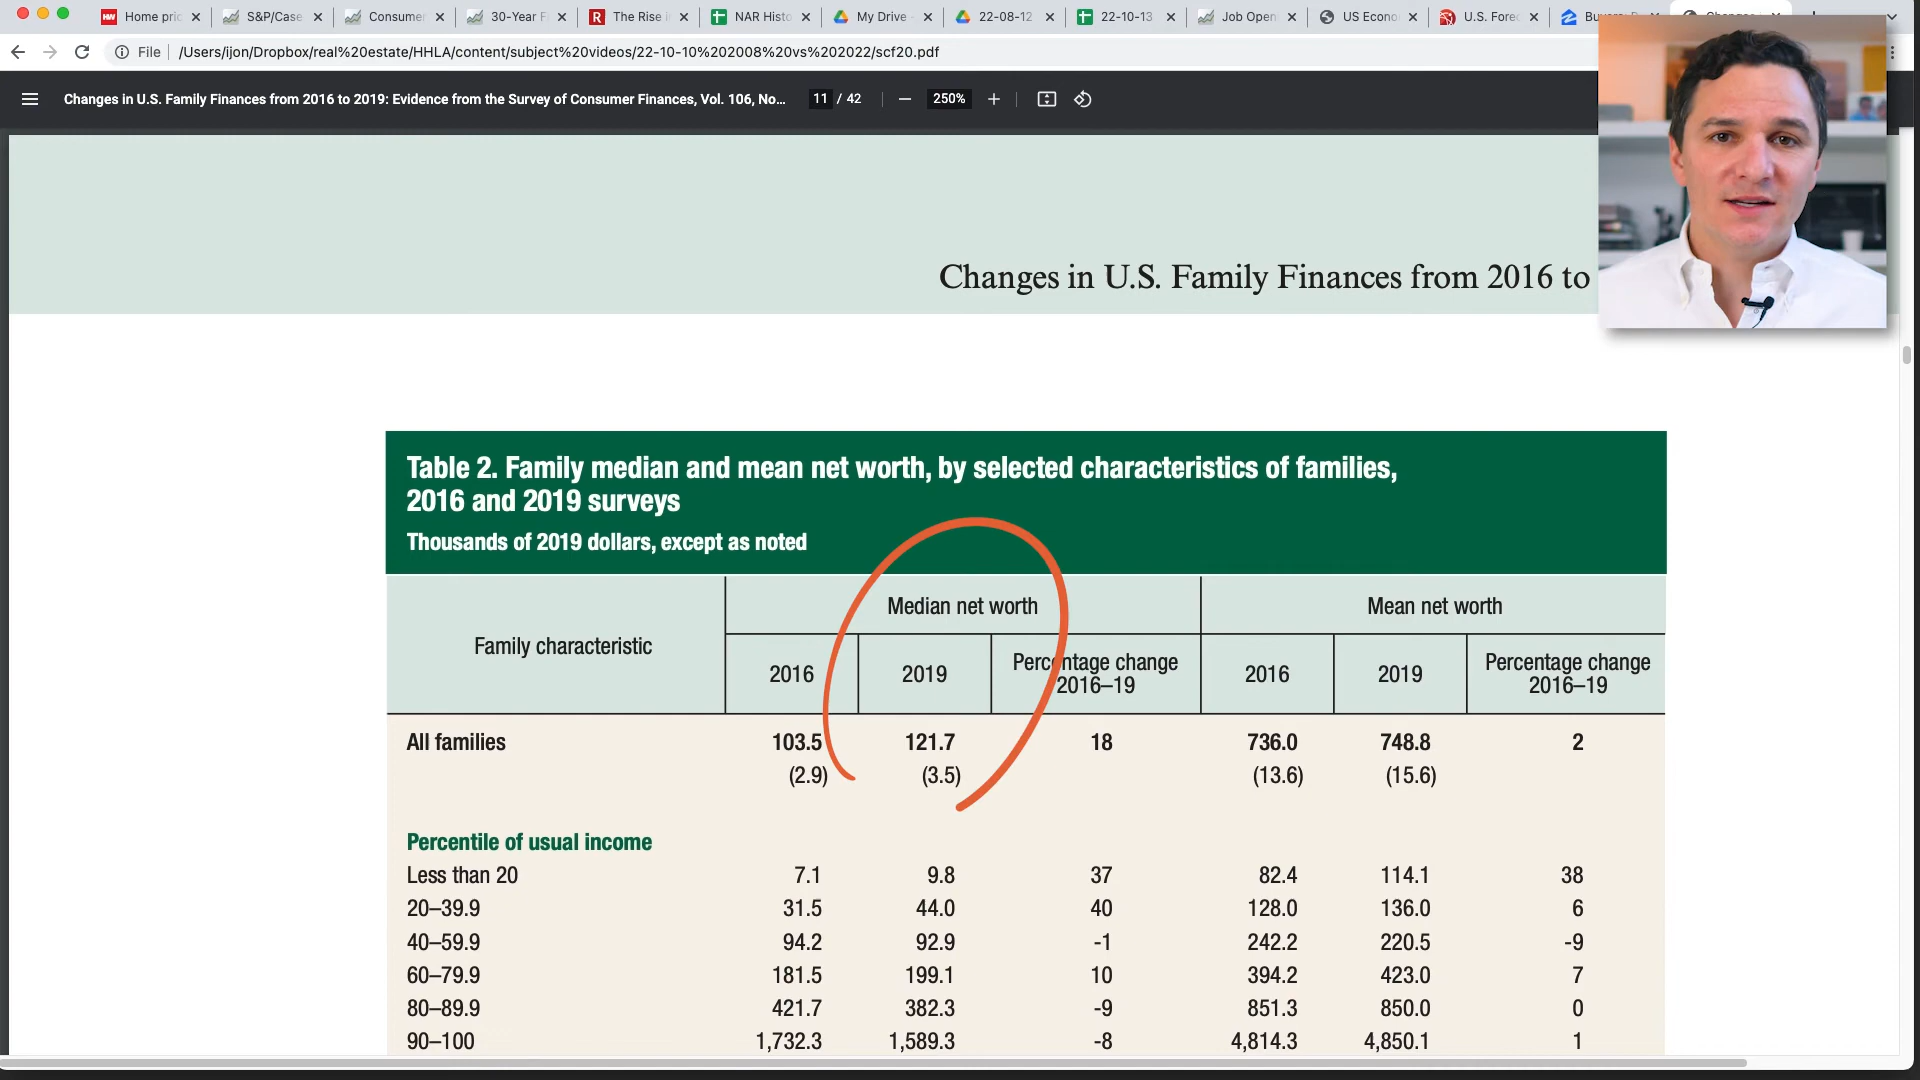 Home pric
S&P/Case
Consumer
30-Year F
The Rise i
NAR Histo
My Drive -
22-08-12
22-10-13
Job Open
US Econo
U.S. Fore
File /Users/ijon/Dropbox/real%20estate/HHLA/content/subject%20videos/22-10-10%202008%20vs%202022/scf20.pdf
Changes in U.S. Family Finances from 2016 to 2019: Evidence from the Survey of Consumer Finances, Vol. 106, No... 11 / 42 250%
Changes in U.S. Family Finances from 2016 to
Table 2. Family median and mean net worth, by selected characteristics of families,
2016 and 2019 surveys
Thousands of 2019 dollars, except as noted
Family characteristic
Median net worth
Mean net worth
2016 2019 Percentage change 2016–19 2016 2019 Percentage change 2016–19
All families 103.5 121.7 18 736.0 748.8 2
(2.9) (3.5) (13.6) (15.6)
Percentile of usual income
Less than 20 7.1 9.8 37 82.4 114.1 38
20–39.9 31.5 44.0 40 128.0 136.0 6
40–59.9 94.2 92.9 -1 242.2 220.5 -9
60–79.9 181.5 199.1 10 394.2 423.0 7
80–89.9 421.7 382.3 -9 851.3 850.0 0
90–100 1,732.3 1,589.3 -8 4,814.3 4,850.1 1